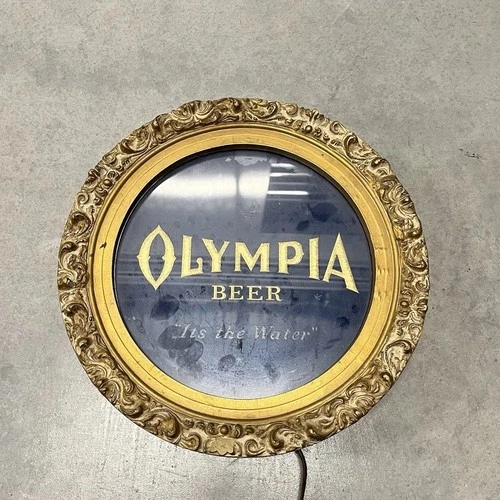 OLYMPIA
BEER
"Its the Water"